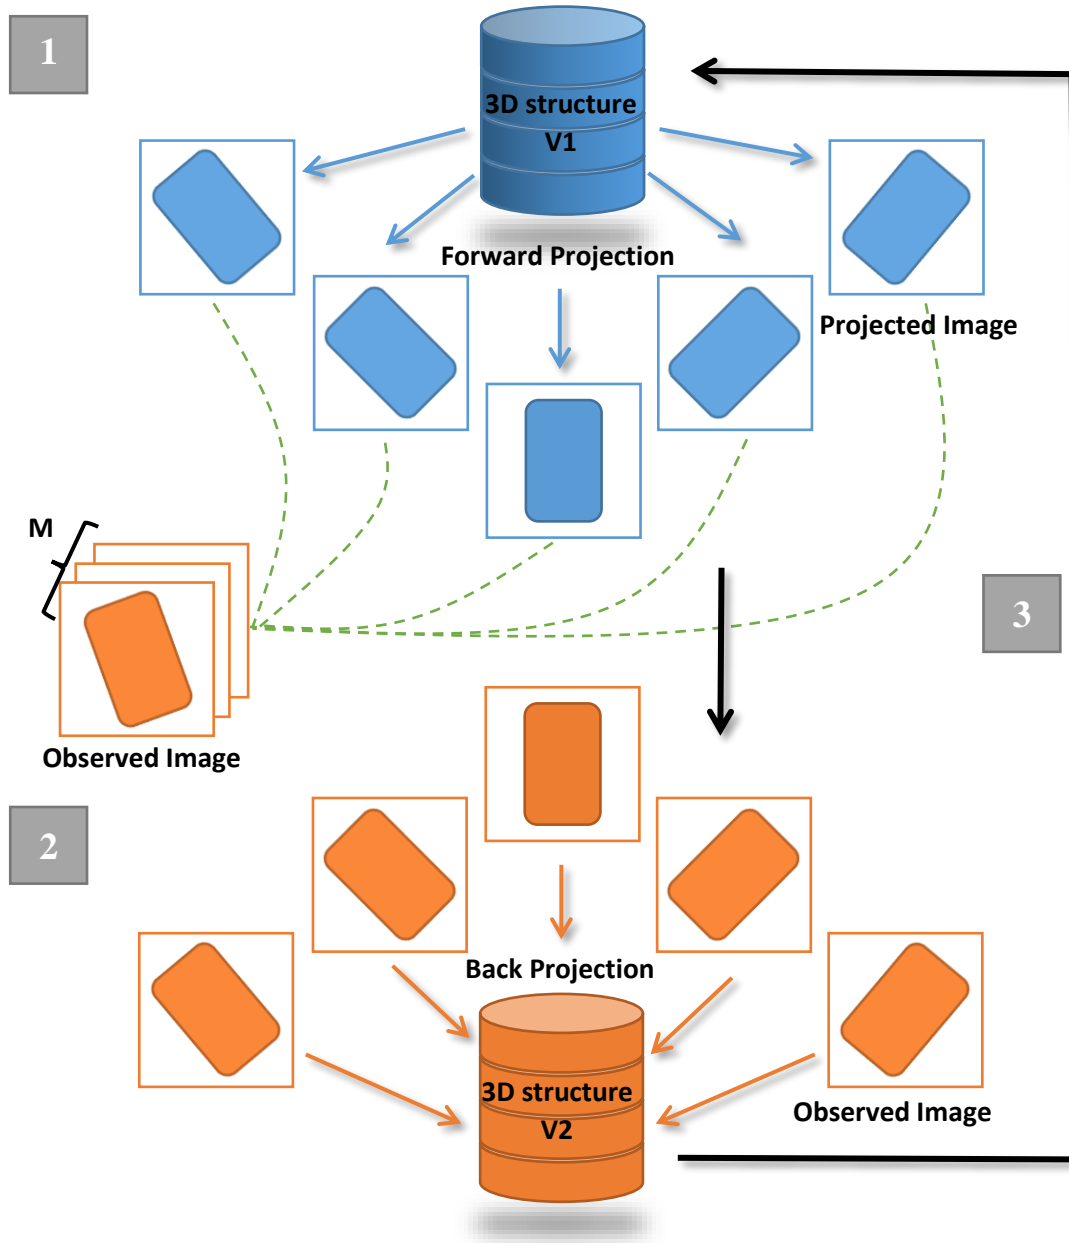 1
3D structure
V1
Forward Projection
Projected Image
M
3
Observed Image
2
Back Projection
3D structure
V2
Observed Image